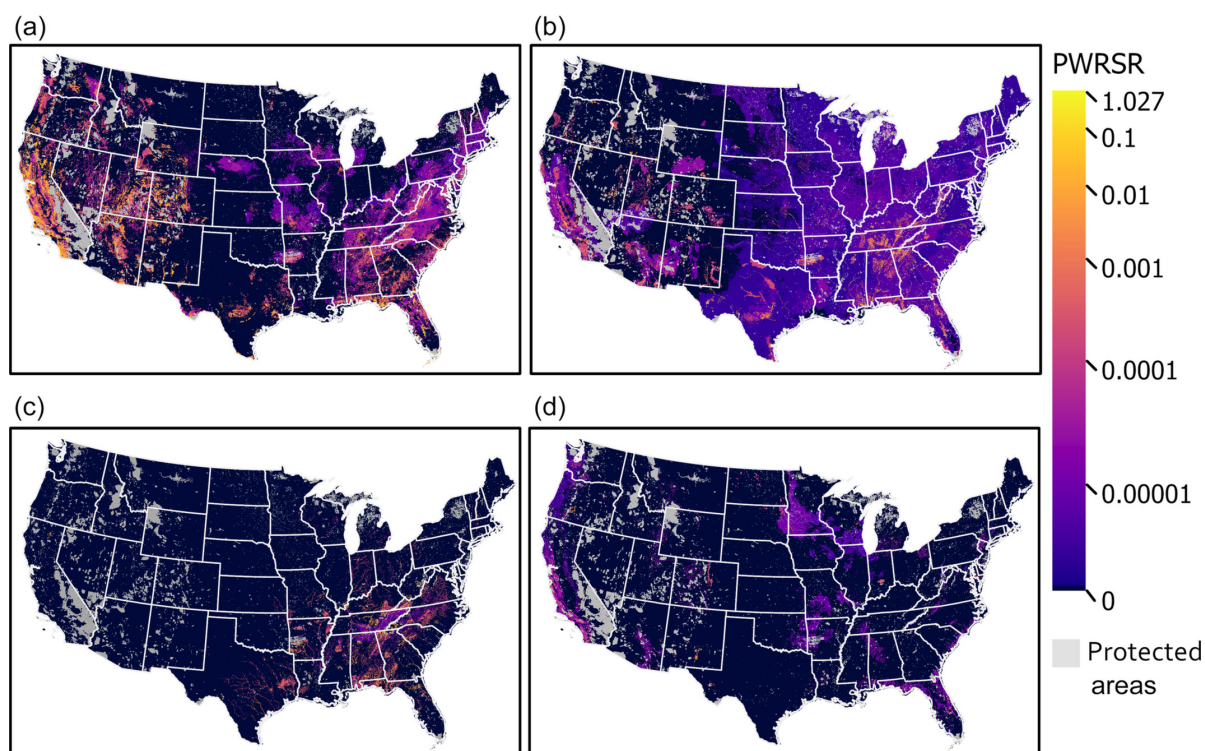 (a)
(b)
PWRSR
1.027
0.1
0.01
0.001
0.0001
0.00001
0
Protected
areas
(c)
(d)